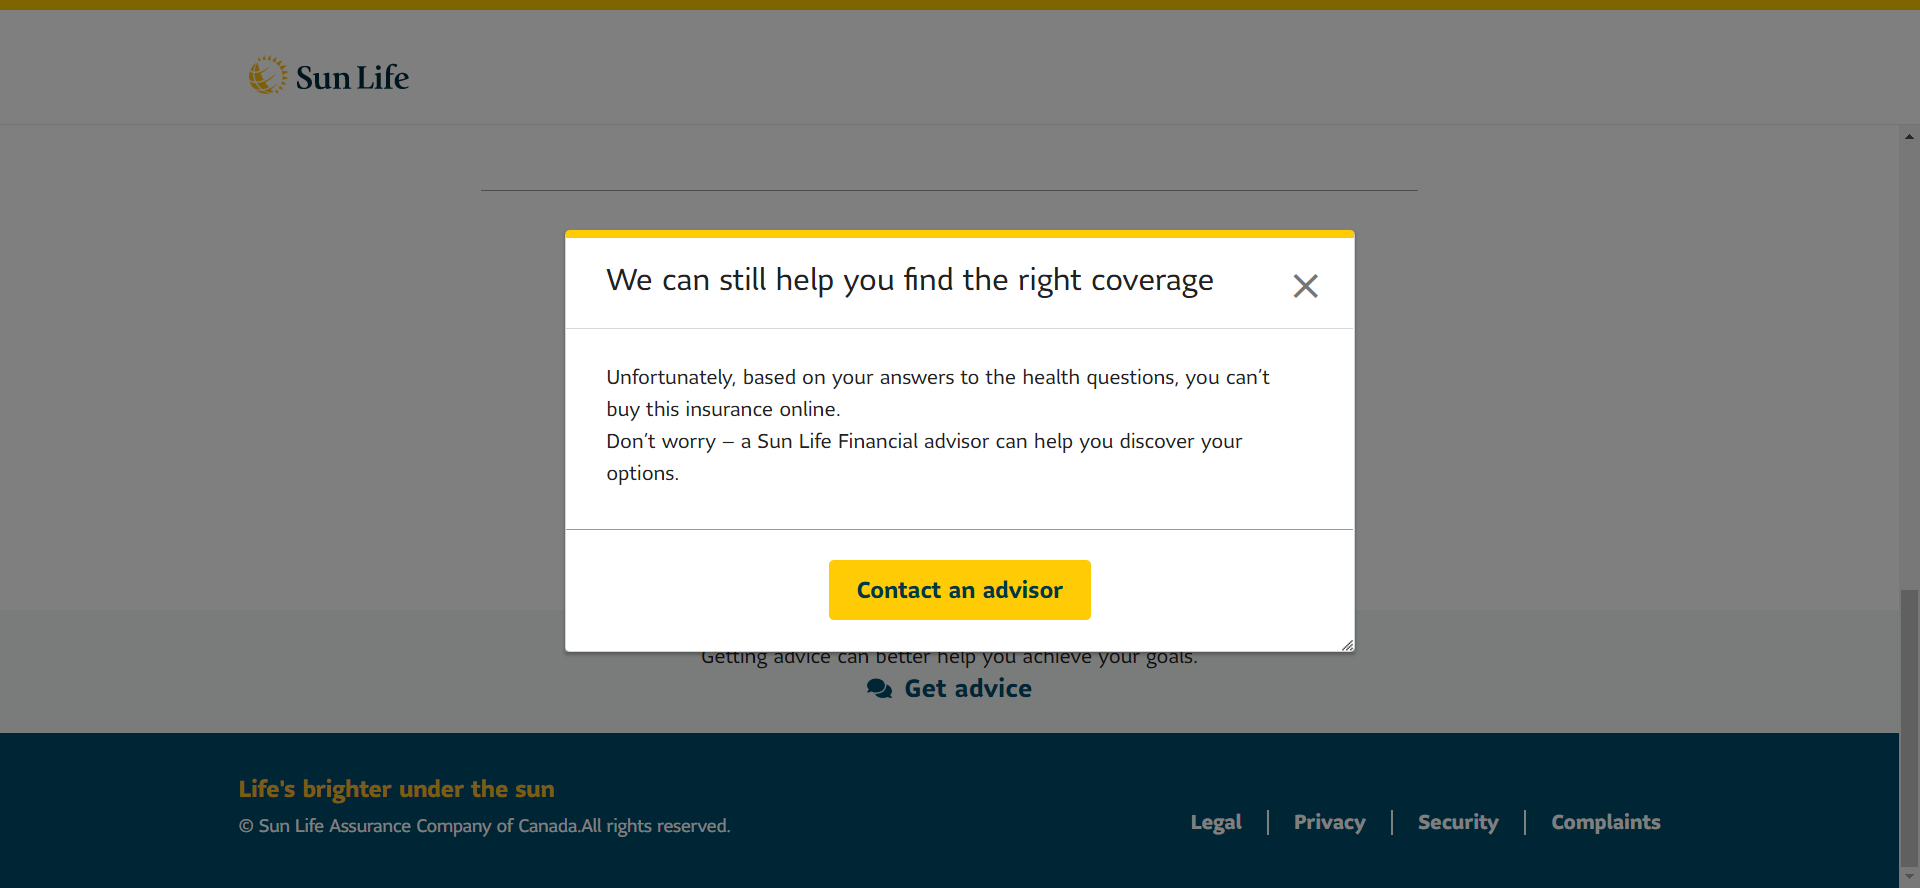 Sun Life
We can still help you find the right coverage
Unfortunately, based on your answers to the health questions, you can’t
buy this insurance online.
Don’t worry – a Sun Life Financial advisor can help you discover your
options.
Contact an advisor
Getting advice can better help you achieve your goals.
Get advice
Life's brighter under the sun
© Sun Life Assurance Company of Canada.All rights reserved.
Legal | Privacy | Security | Complaints